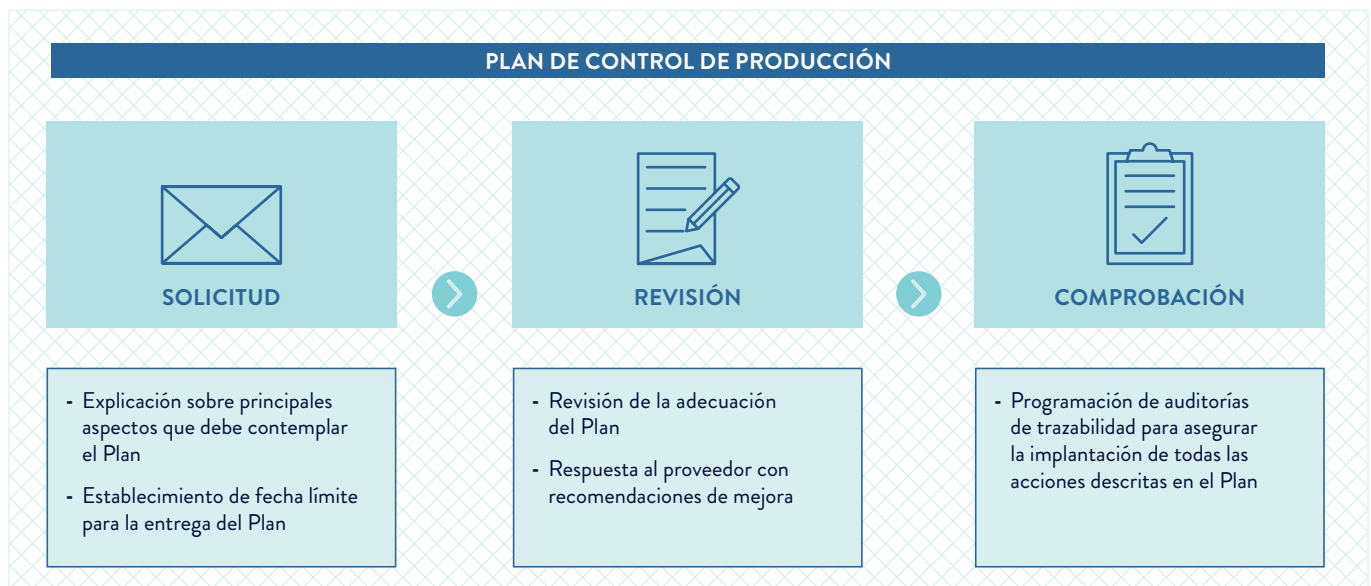 PLAN DE CONTROL DE PRODUCCIÓN
SOLICITUD
- Explicación sobre principales
aspectos que debe contemplar
el Plan
- Establecimiento de fecha límite
para la entrega del Plan
REVISIÓN
- Revisión de la adecuación
del Plan
- Respuesta al proveedor con
recomendaciones de mejora
COMPROBACIÓN
- Programación de auditorías
de trazabilidad para asegurar
la implantación de todas las
acciones descritas en el Plan